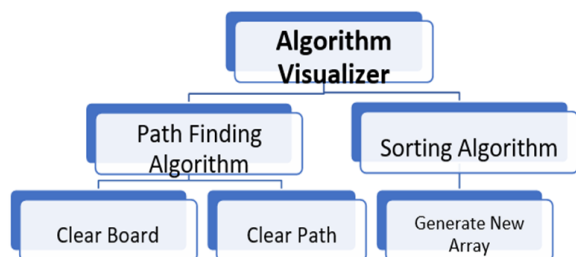 Algorithm
Visualizer
Path Finding
Algorithm
Sorting Algorithm
Clear Board
Clear Path
Generate New
Array